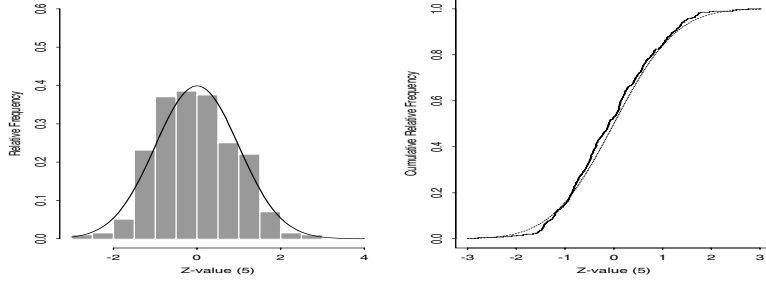 Relative Frequency
0.0 0.1 0.2 0.3 0.4 0.5 0.6
-2 0 2 4
Z-value (5)
Cumulative Relative Frequency
0.0 0.2 0.4 0.6 0.8 1.0
-3 -2 -1 0 1 2 3
Z-value (5)